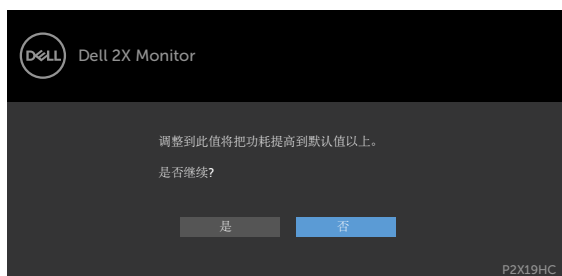 DELL
Dell 2X Monitor
调整到此值将把功耗提高到默认值以上。
是否继续?
是 否
P2X19HC